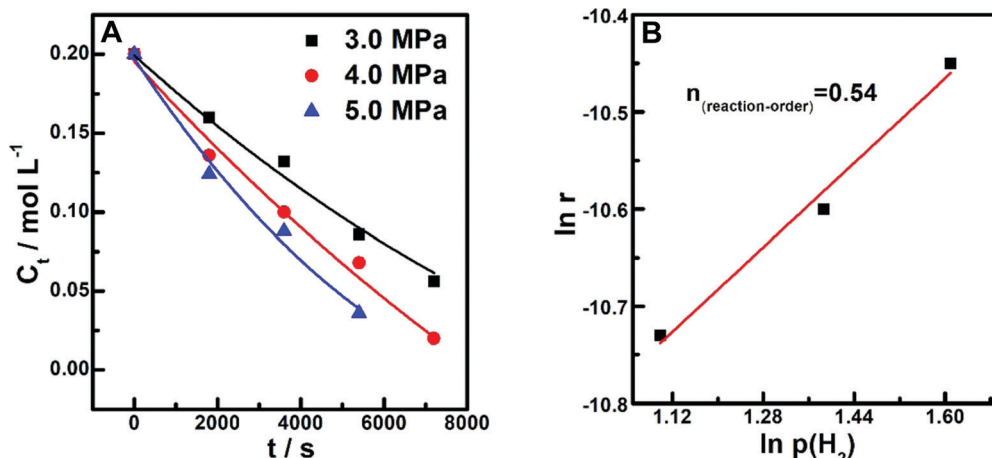 A
3.0 MPa
4.0 MPa
5.0 MPa
0.20
0.15
0.10
0.05
0.00
C_t / mol L^-1
0 2000 4000 6000 8000
t / s
B
n(reaction-order)=0.54
-10.4
-10.5
-10.6
-10.7
-10.8
ln r
1.12 1.28 1.44 1.60
ln p(H_2)